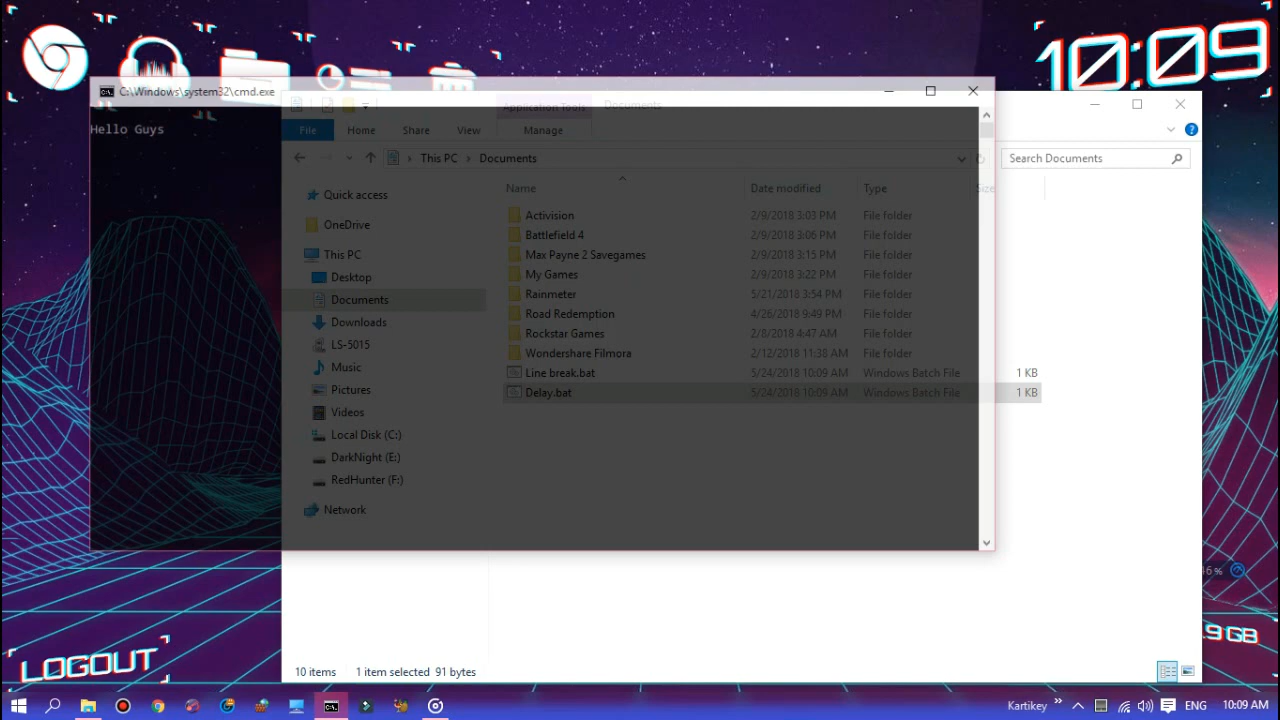 10:09
C:\Windows\system32\cmd.exe
Hello Guys
Application Tools
Documents
File
Home
Share
View
Manage
This PC
Documents
Search Documents
Name
Date modified
Type
Size
Quick access
OneDrive
This PC
Desktop
Documents
Downloads
LS-5015
Music
Pictures
Videos
Local Disk (C:)
DarkNight (E:)
RedHunter (F:)
Network
Activision 2/9/2018 3:03 PM File folder
Battlefield 4 2/9/2018 3:06 PM File folder
Max Payne 2 Savegames 2/9/2018 3:15 PM File folder
My Games 2/9/2018 3:22 PM File folder
Rainmeter 5/21/2018 3:54 PM File folder
Road Redemption 4/26/2018 9:49 PM File folder
Rockstar Games 2/8/2018 4:47 AM File folder
Wondershare Filmora 2/12/2018 11:38 AM File folder
Line break.bat 5/24/2018 10:09 AM Windows Batch File 1 KB
Delay.bat 5/24/2018 10:09 AM Windows Batch File 1 KB
LOGOUT
10 items 1 item selected 91 bytes
Kartikey
ENG
10:09 AM